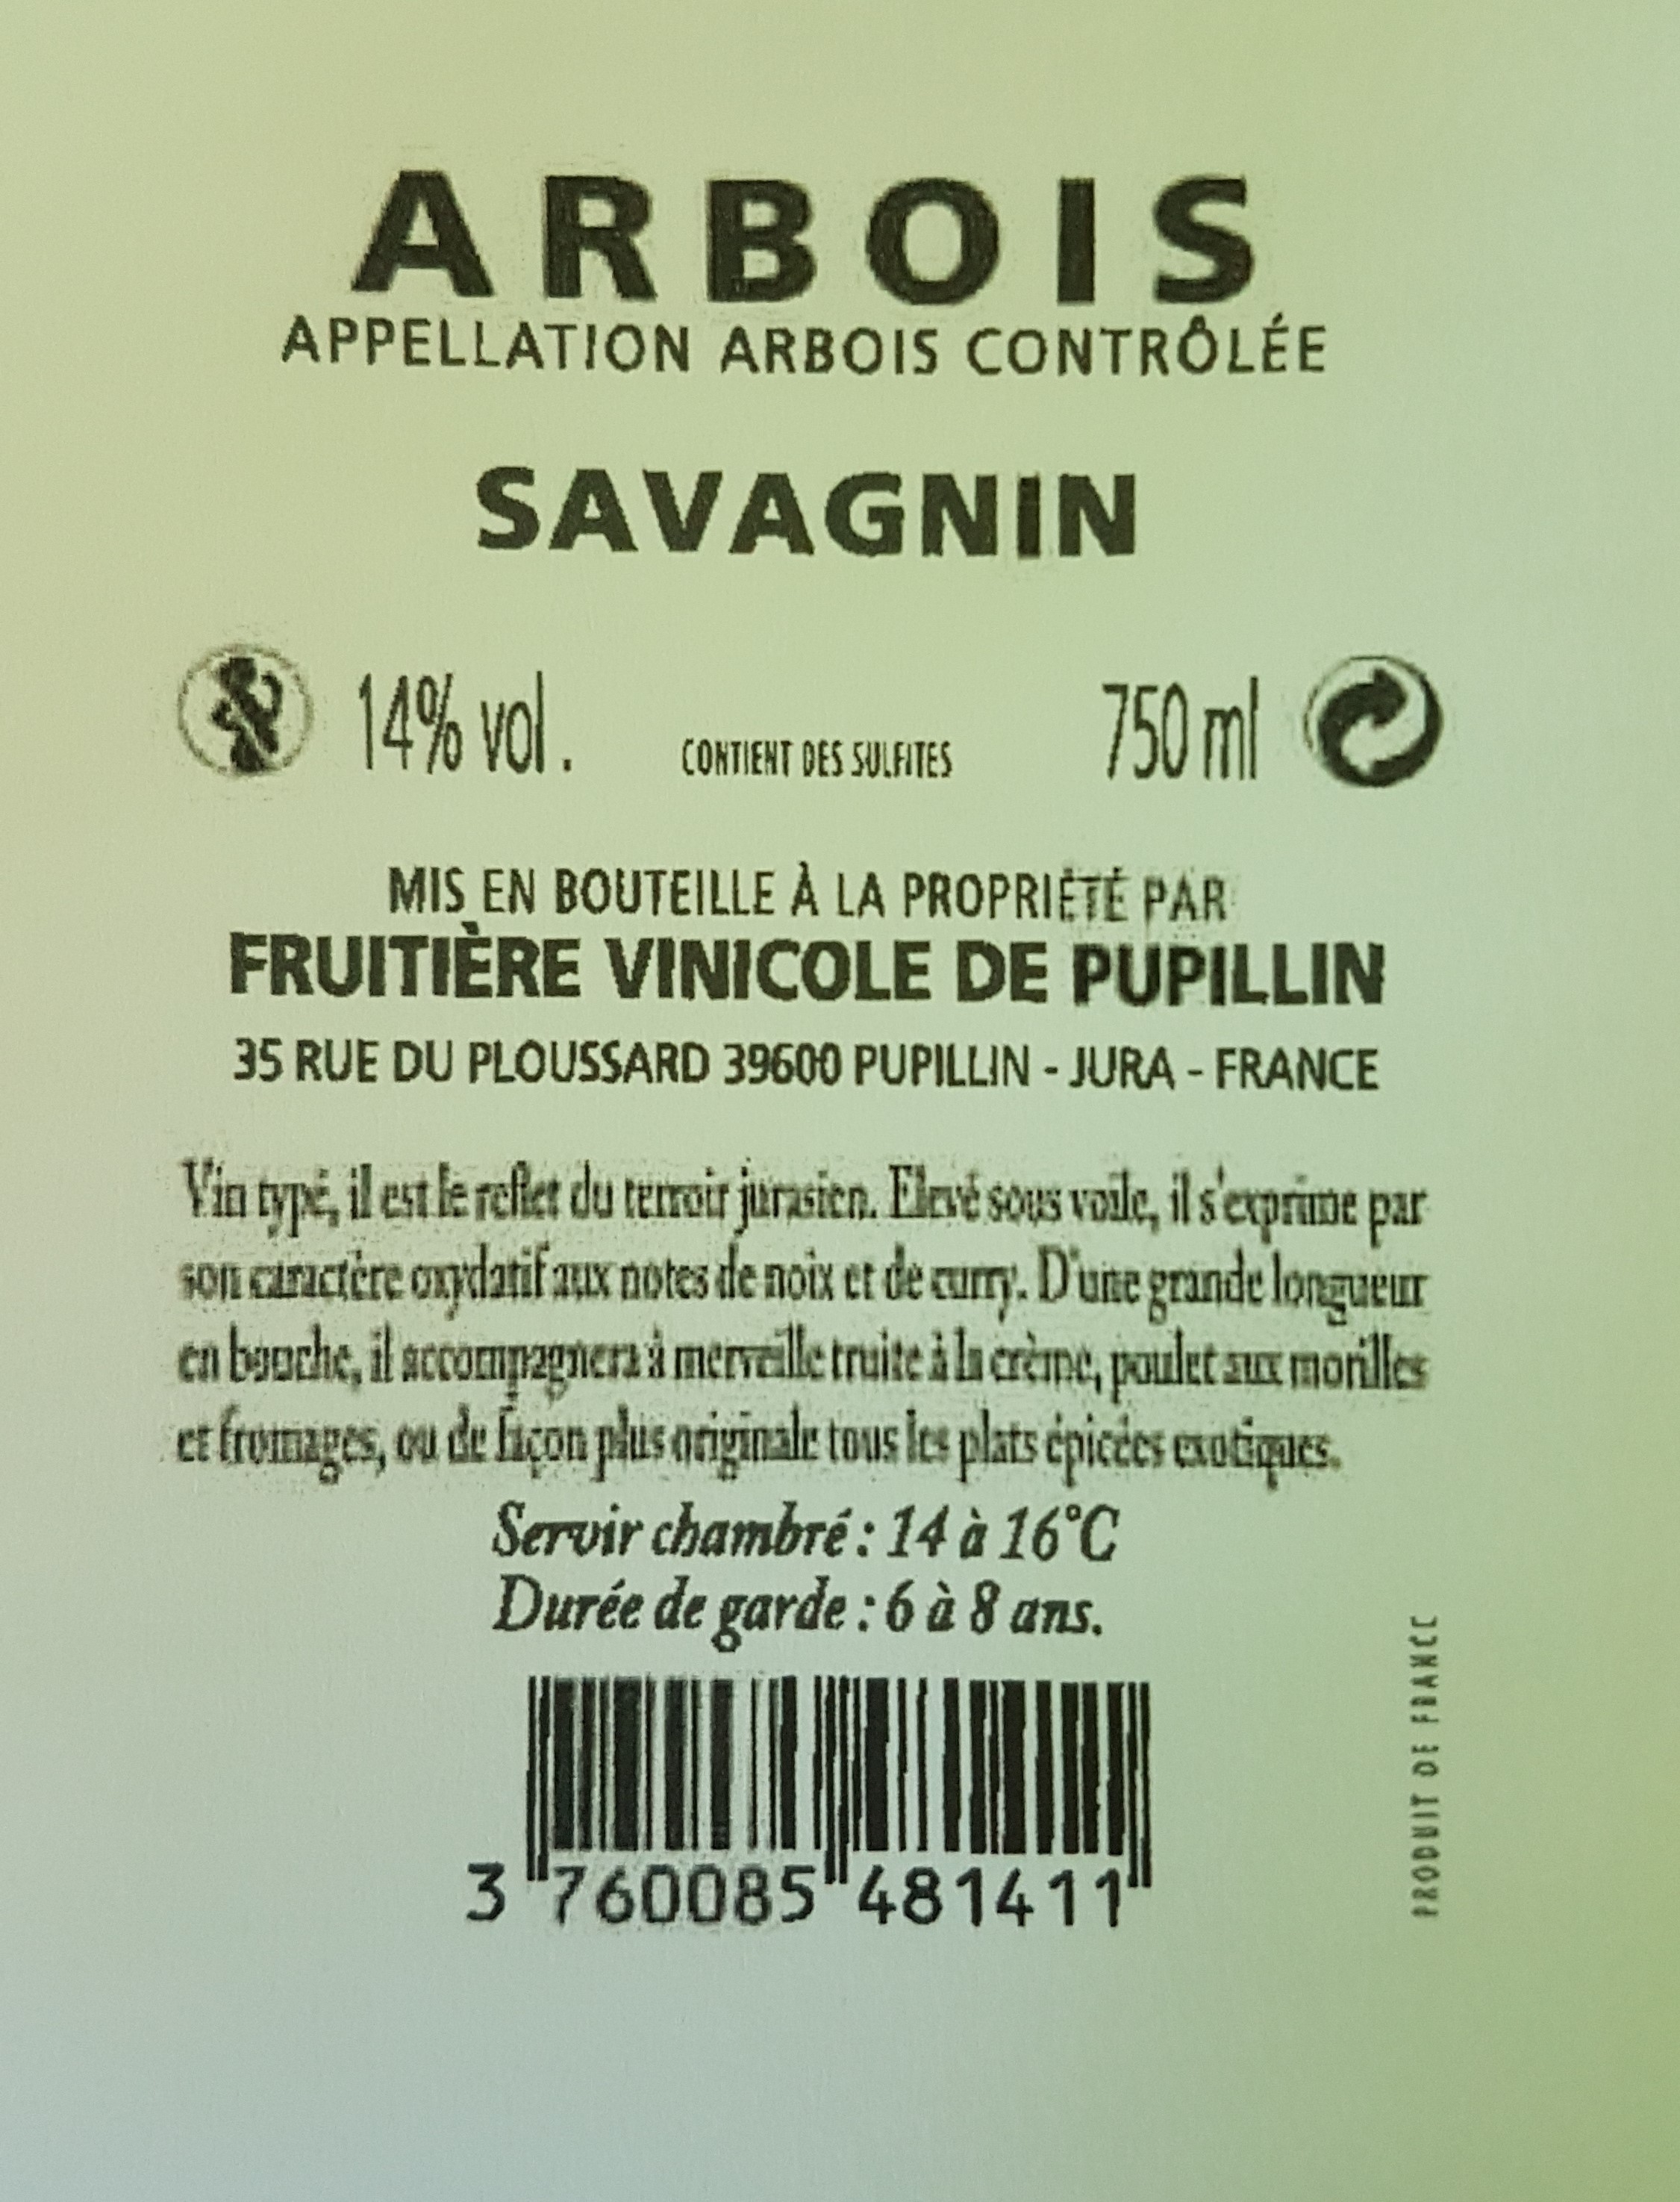 ARBOIS
APPELLATION ARBOIS CONTRÔLÉE
SAVAGNIN
14% vol.
CONTIENT DES SULFITES
750 ml
MIS EN BOUTEILLE À LA PROPRIÉTÉ PAR
FRUITIÈRE VINICOLE DE PUPILLIN
35 RUE DU PLOUSSARD 39600 PUPILLIN - JURA - FRANCE
Vin typé, il est le reflet du terroir jurasien. Elevé sous voile, il s'exprime par
son caractère oxydatif aux notes de noix et de curry. D'une grande longueur
en bouche, il accompagnera à merveille truite à la crème, poulet aux morilles
et fromages, ou de façon plus originale tous les plats épicées exotiques.
Servir chambré : 14 à 16°C
Durée de garde : 6 à 8 ans.
3 760085 481411
PRODUIT DE FRANCE